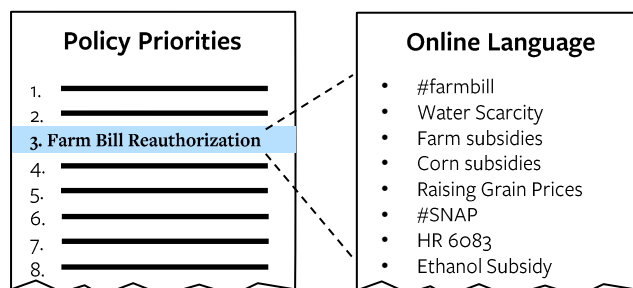 Policy Priorities
1.
2.
3. Farm Bill Reauthorization
4.
5.
6.
7.
8.
Online Language
• #farmbill
• Water Scarcity
• Farm subsidies
• Corn subsidies
• Raising Grain Prices
• #SNAP
• HR 6083
• Ethanol Subsidy